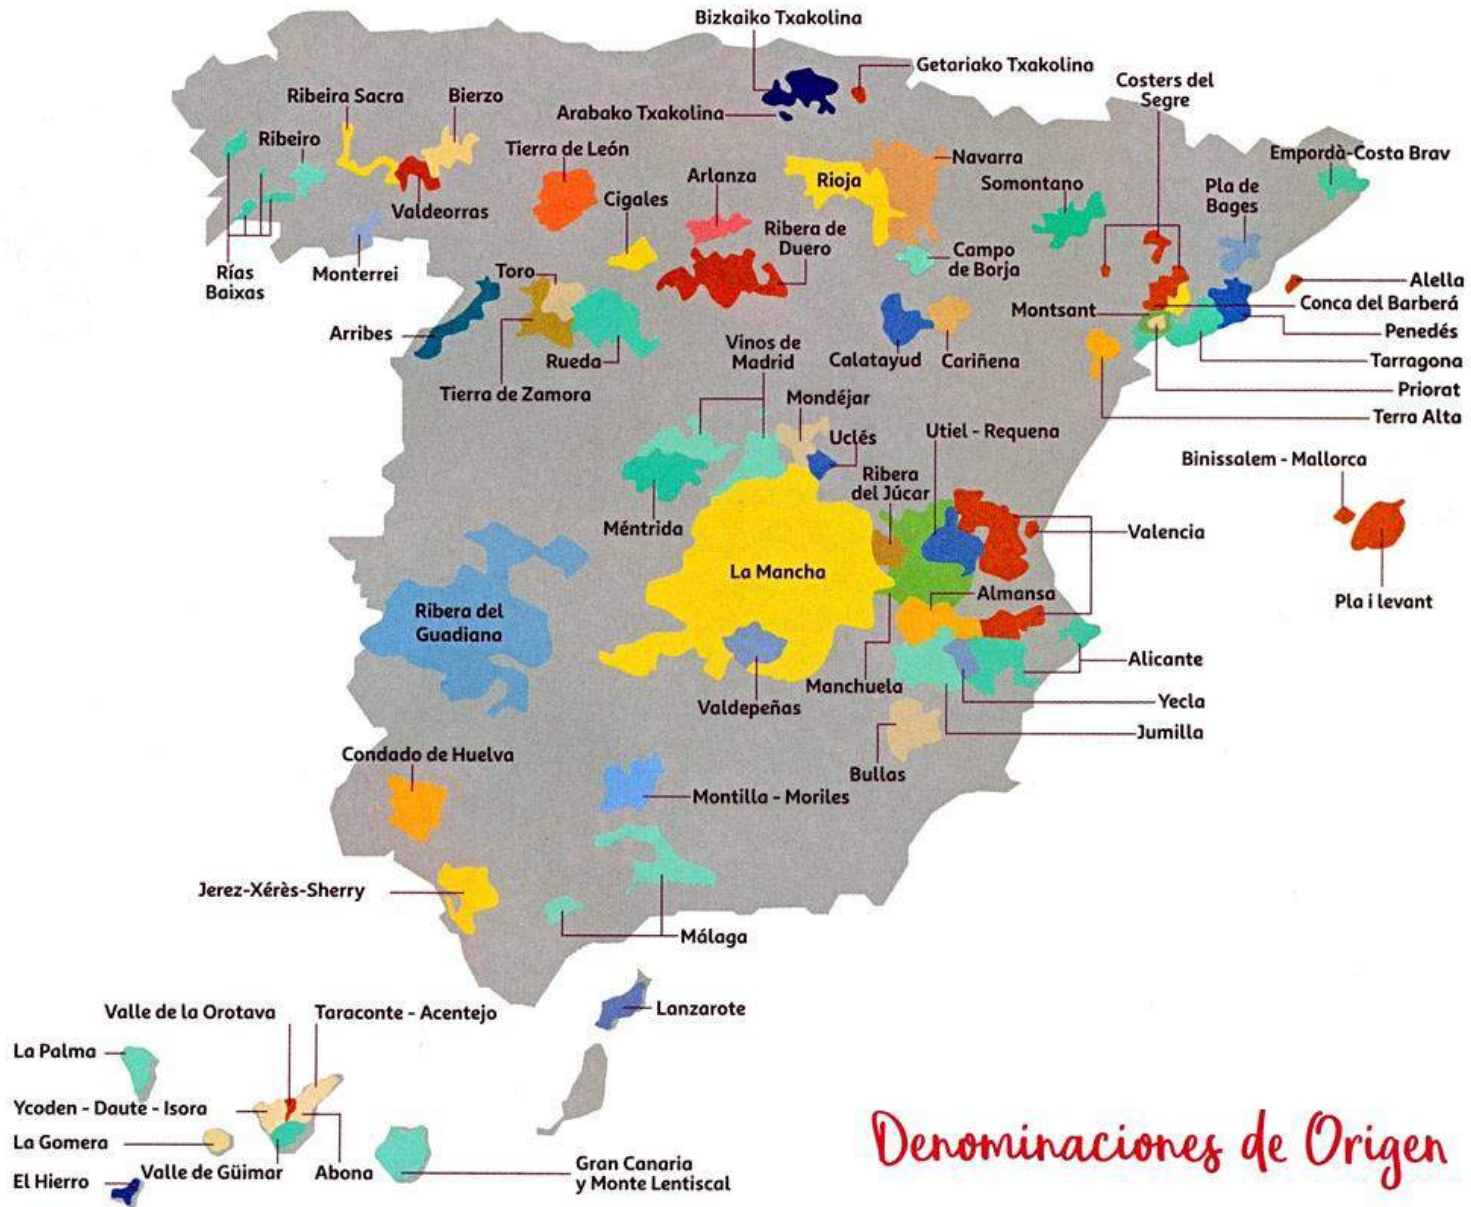 Bizkaiko Txakolina
Getariako Txakolina
Costers del
Segre
Ribeira Sacra
Bierzo
Arabako Txakolina
Ribeiro
Tierra de León
Empordà-Costa Brav
Navarra
Arlanza
Rioja
Somontano
Pla de
Bages
Cigales
Valdeorras
Ribera de
Duero
Campo
de Borja
Rías
Baixas
Monterrei
Toro
Alella
Conca del Barberá
Montsant
Penedés
Arribes
Vinos de
Madrid
Rueda
Calatayud
Cariñena
Tarragona
Tierra de Zamora
Mondéjar
Priorat
Terra Alta
Uclés
Utiel - Requena
Binissalem - Mallorca
Ribera
del Júcar
Méntrida
Valencia
La Mancha
Almansa
Pla i levant
Ribera del
Guadiana
Alicante
Manchuela
Yecla
Valdepeñas
Jumilla
Condado de Huelva
Bullas
Montilla - Moriles
Jerez-Xérès-Sherry
Málaga
Valle de la Orotava
Taraconte - Acentejo
Lanzarote
La Palma
Ycoden - Daute - Isora
La Gomera
Valle de Güimar
Abona
Gran Canaria
y Monte Lentiscal
El Hierro
Denominaciones de Origen